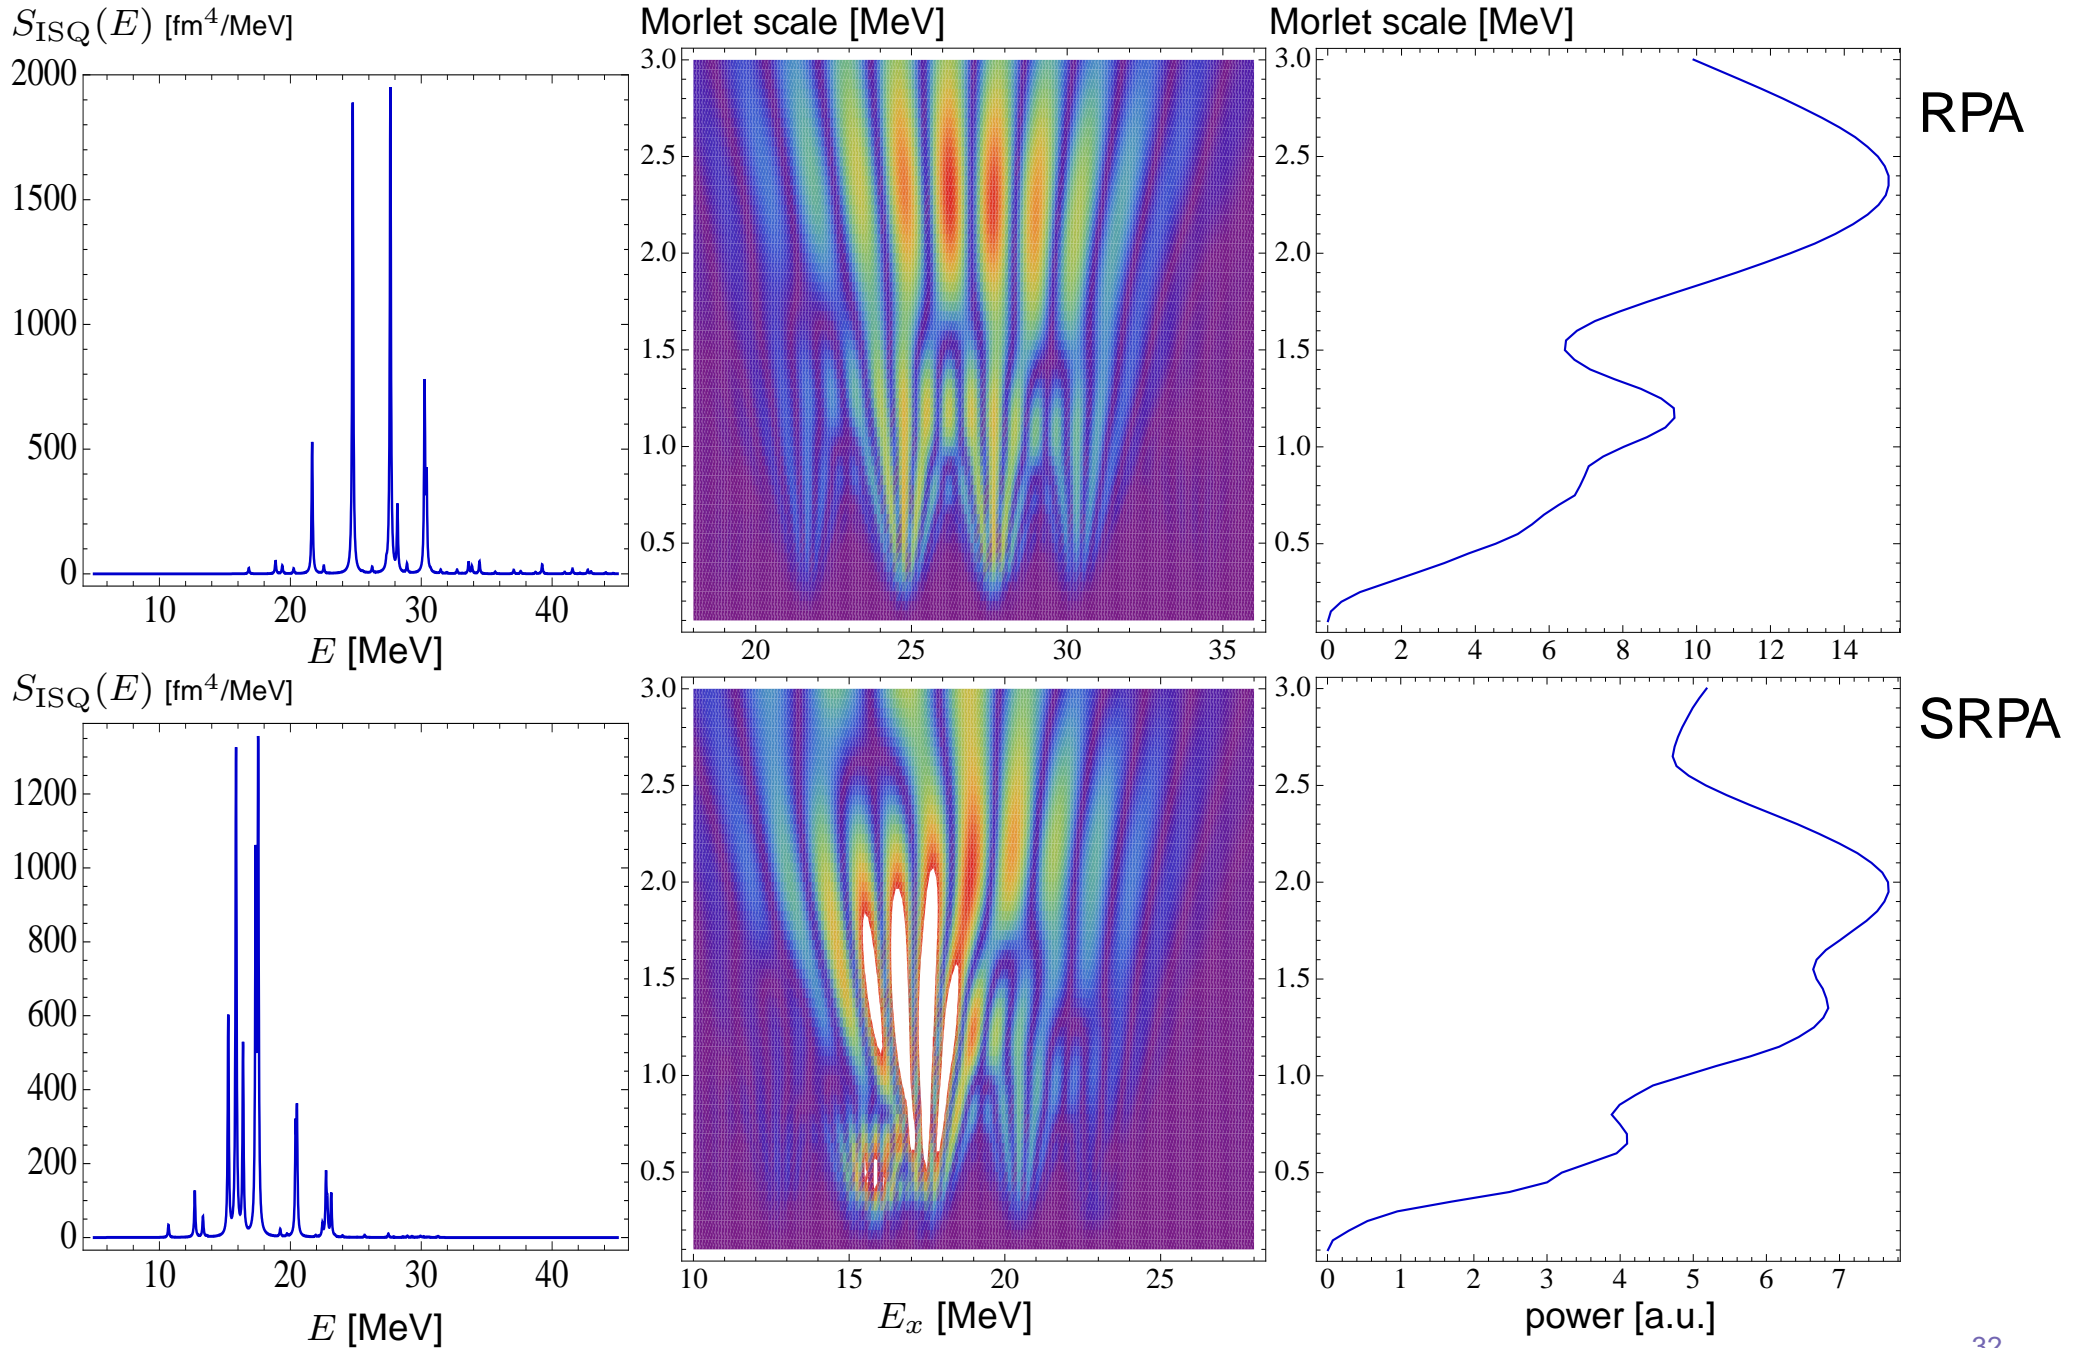 S_ISQ(E) [fm⁴/MeV]
Morlet scale [MeV]
Morlet scale [MeV]
2000
1500
1000
500
0
10 20 30 40
E [MeV]
3.0
2.5
2.0
1.5
1.0
0.5
20 25 30 35
3.0
2.5
2.0
1.5
1.0
0.5
0 2 4 6 8 10 12 14
RPA
S_ISQ(E) [fm⁴/MeV]
1200
1000
800
600
400
200
0
10 20 30 40
E [MeV]
3.0
2.5
2.0
1.5
1.0
0.5
10 15 20 25
E_x [MeV]
3.0
2.5
2.0
1.5
1.0
0.5
0 1 2 3 4 5 6 7
power [a.u.]
SRPA
32